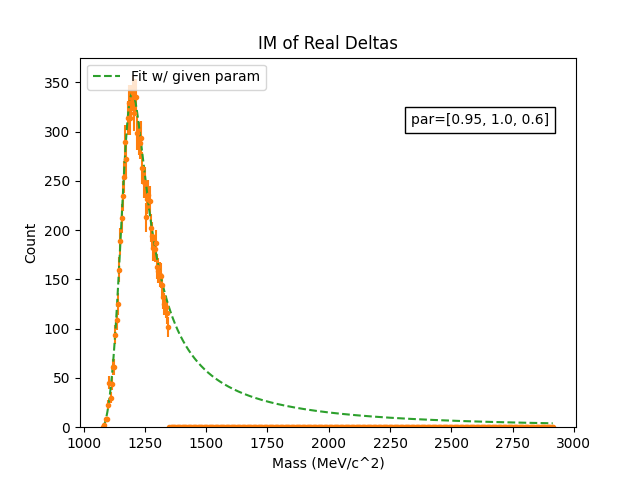 IM of Real Deltas
Fit w/ given param
par=[0.95, 1.0, 0.6]
350
300
250
200
150
100
50
0
Count
1000 1250 1500 1750 2000 2250 2500 2750 3000
Mass (MeV/c^2)